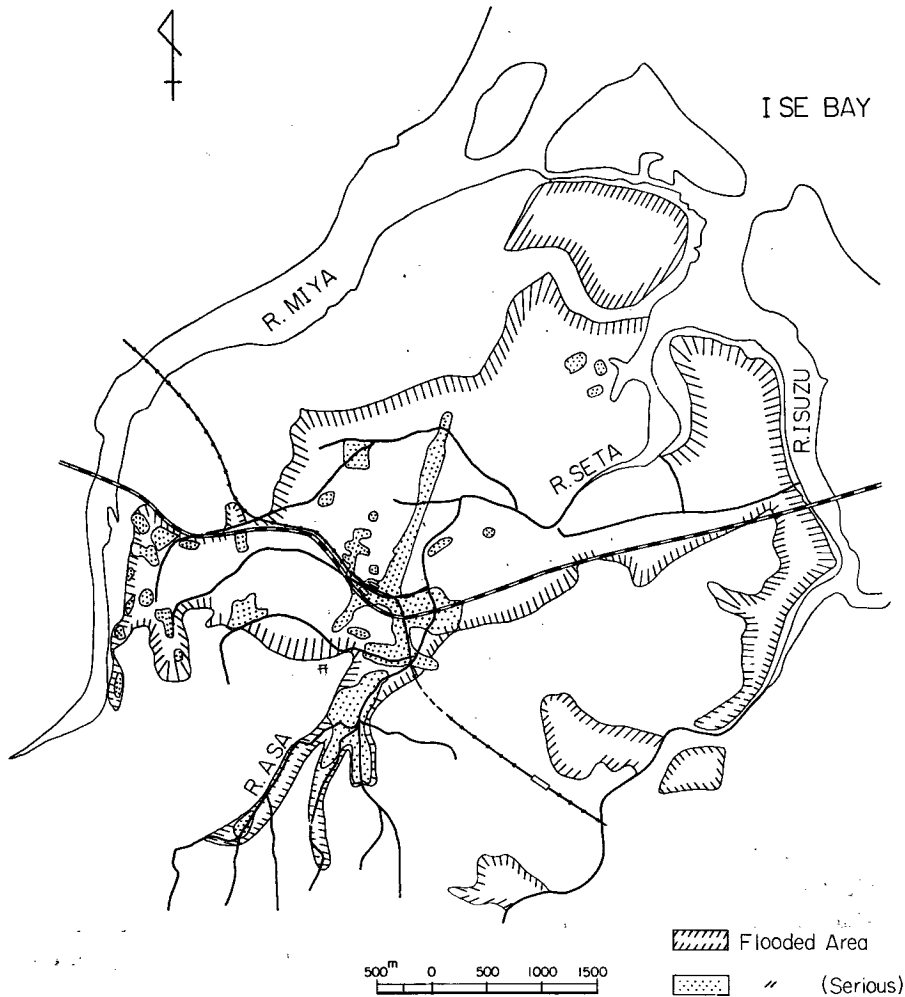 ISE BAY
R. MIYA
R. ISUZU
R. SETA
R. ASA
Flooded Area
500m 0 500 1000 1500
〃 (Serious)